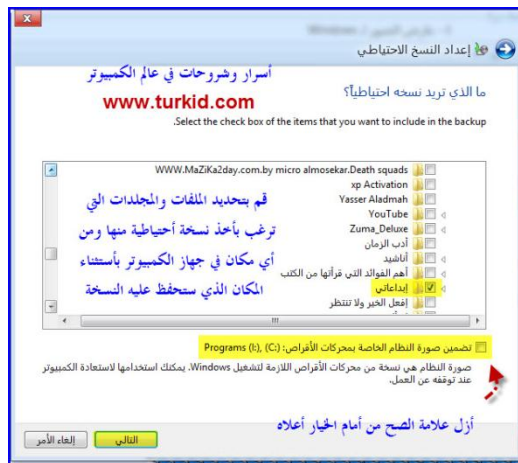 إعداد النسخ الاحتياطي
أسرار وشروحات في عالم الكمبيوتر
www.turkid.com
ما الذي تريد نسخه احتياطياً؟
Select the check box of the items that you want to include in the backup.
WWW.MaZiKa2day.com.by micro almosekar.Death squads
xp Activation
Yasser Aladmah
YouTube
Zuma_Deluxe
أدب الزمان
أناشيد
أهم الفوائد التي قرأتها من الكتب
إبداعاتي
إفعل الخير ولا تنتظر
قم بتحديد الملفات والمجلدات التي
ترغب بأخذ نسخة أحتياطية منها ومن
أي مكان في جهاز الكمبيوتر بأستثناء
المكان الذي ستحفظ عليه النسخة
تضمين صورة النظام الخاصة بمحركات الأقراص: (C:) ,(I:) Programs
صورة النظام هي نسخة من محركات الأقراص اللازمة لتشغيل Windows. يمكنك استخدامها لاستعادة الكمبيوتر
عند توقفه عن العمل.
أزل علامة الصح من أمام الخيار أعلاه
التالي
إلغاء الأمر